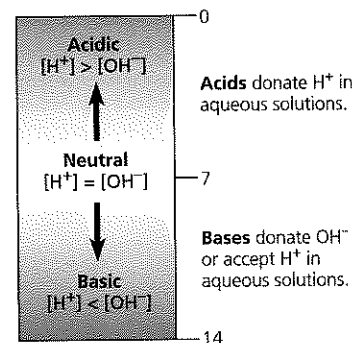 0
Acidic
[H⁺] > [OH⁻]
Acids donate H⁺ in
aqueous solutions.
Neutral
[H⁺] = [OH⁻]
7
Bases donate OH⁻
or accept H⁺ in
aqueous solutions.
Basic
[H⁺] < [OH⁻]
14